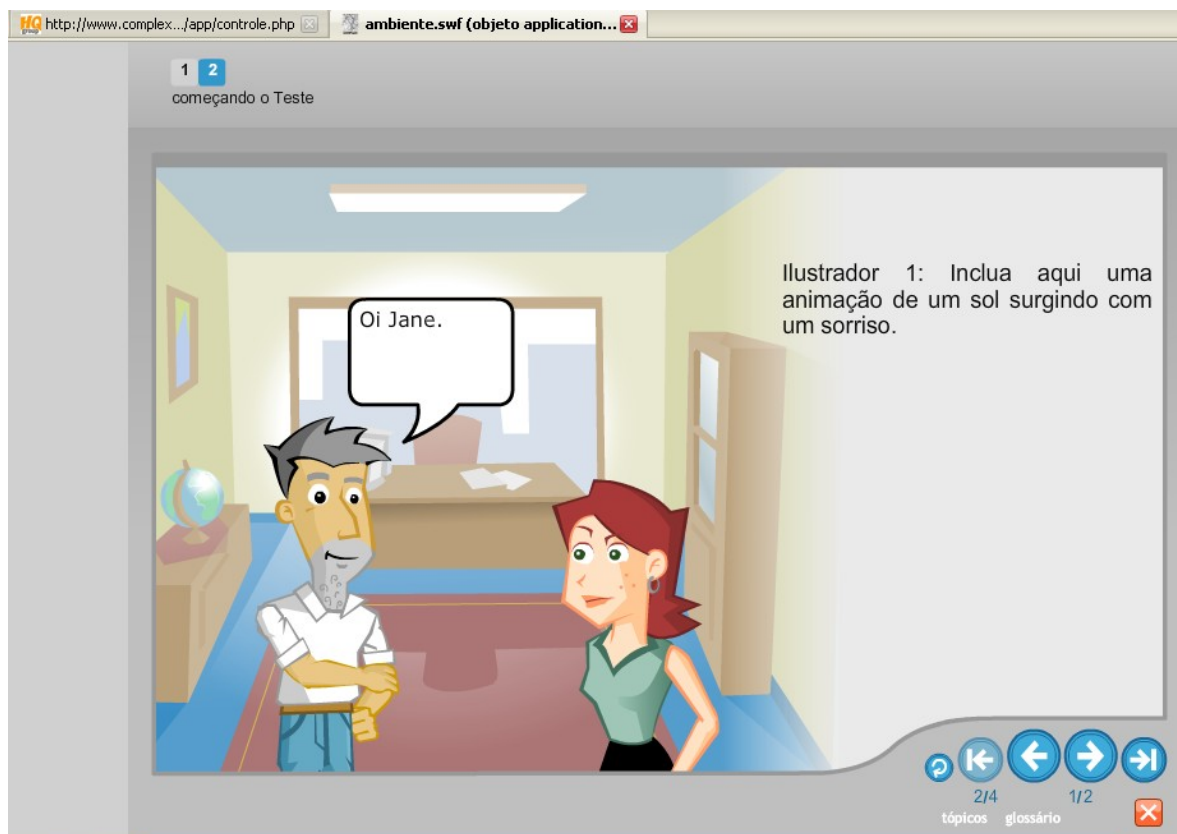 http://www.complex.../app/controle.php
ambiente.swf (objeto application...
1 2
começando o Teste
Oi Jane.
Ilustrador 1: Inclua aqui uma
animação de um sol surgindo com
um sorriso.
2/4 1/2
tópicos glossário